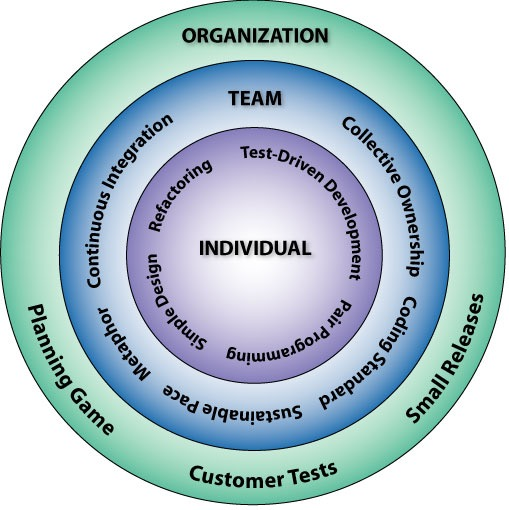 ORGANIZATION
TEAM
Continuous Integration
Collective Ownership
Refactoring
Test-Driven Development
INDIVIDUAL
Simple Design
Pair Programming
Metaphor
Coding Standard
Sustainable Pace
Planning Game
Small Releases
Customer Tests